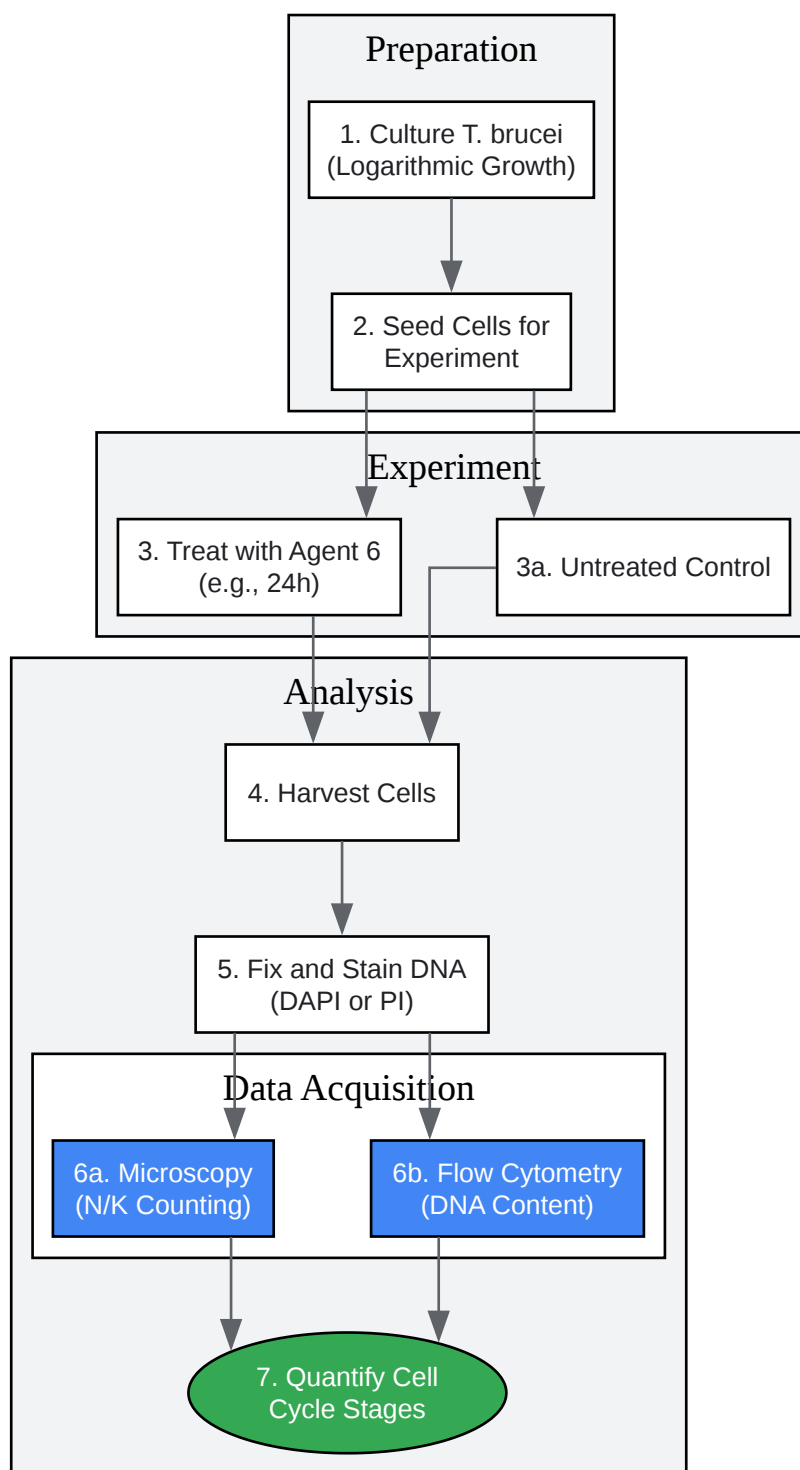 Preparation
1. Culture T. brucei
(Logarithmic Growth)
2. Seed Cells for
Experiment
Experiment
3. Treat with Agent 6
(e.g., 24h)
3a. Untreated Control
Analysis
4. Harvest Cells
5. Fix and Stain DNA
(DAPI or PI)
Data Acquisition
6a. Microscopy
(N/K Counting)
6b. Flow Cytometry
(DNA Content)
7. Quantify Cell
Cycle Stages